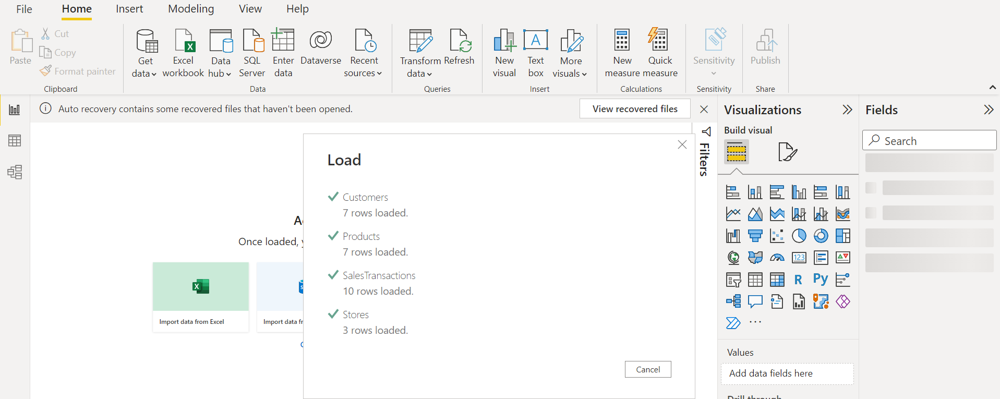 File Home Insert Modeling View Help
Paste
Cut
Copy
Format painter
Clipboard
Get data
Excel workbook
Data hub
SQL Server
Enter data
Dataverse
Recent sources
Data
Transform data
Refresh
Queries
New visual
Text box
More visuals
Insert
New measure
Quick measure
Calculations
Sensitivity
Sensitivity
Publish
Share
Auto recovery contains some recovered files that haven't been opened.
View recovered files
Once loaded,
Import data from Excel
Import data
Load
Customers
7 rows loaded.
Products
7 rows loaded.
SalesTransactions
10 rows loaded.
Stores
3 rows loaded.
Cancel
Filters
Visualizations
Build visual
123
R
Py
Values
Add data fields here
Drill through
Fields
Search